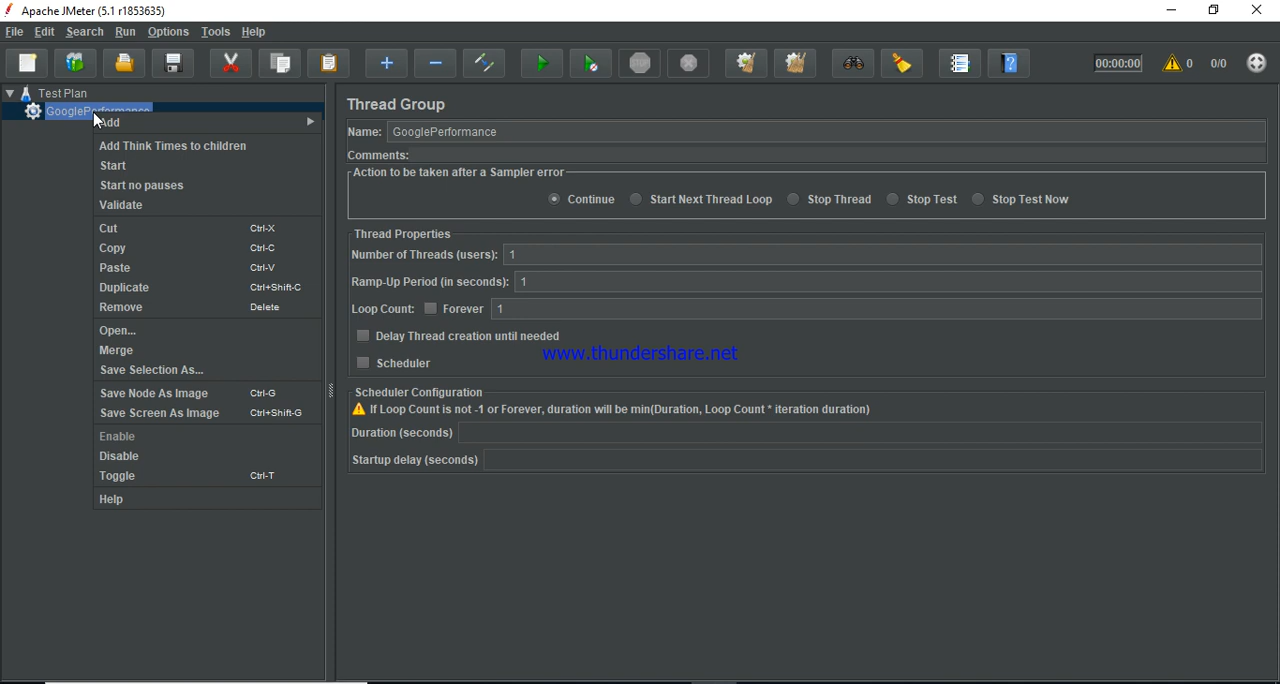 Apache JMeter (5.1 r1853635)
File Edit Search Run Options Tools Help
00:00:00 0 0/0
Test Plan
GooglePerformance
Add
Add Think Times to children
Start
Start no pauses
Validate
Cut Ctrl-X
Copy Ctrl-C
Paste Ctrl-V
Duplicate Ctrl+Shift-C
Remove Delete
Open...
Merge
Save Selection As...
Save Node As Image Ctrl-G
Save Screen As Image Ctrl+Shift-G
Enable
Disable
Toggle Ctrl-T
Help
Thread Group
Name: GooglePerformance
Comments:
Action to be taken after a Sampler error
Continue Start Next Thread Loop Stop Thread Stop Test Stop Test Now
Thread Properties
Number of Threads (users): 1
Ramp-Up Period (in seconds): 1
Loop Count: Forever 1
Delay Thread creation until needed
www.thundershare.net
Scheduler
Scheduler Configuration
If Loop Count is not -1 or Forever, duration will be min(Duration, Loop Count * iteration duration)
Duration (seconds)
Startup delay (seconds)